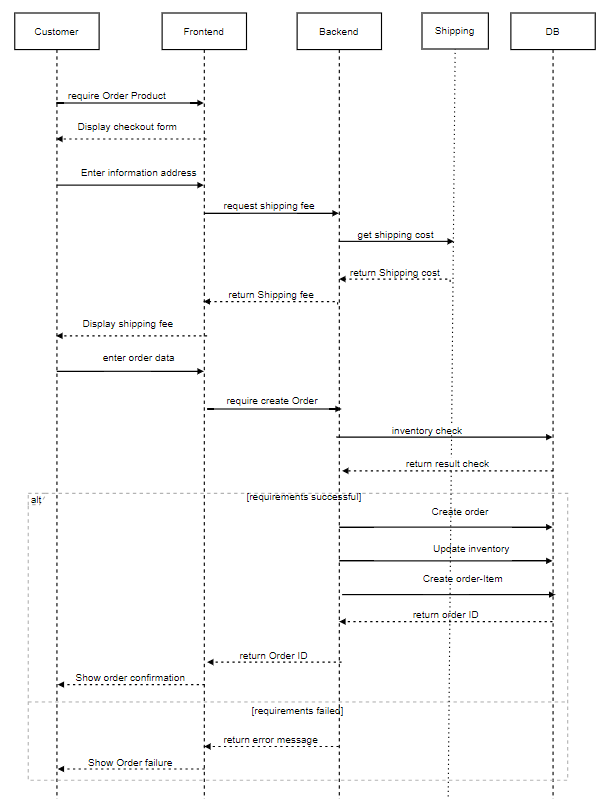 Customer
Frontend
Backend
Shipping
DB
require Order Product
Display checkout form
Enter information address
request shipping fee
get shipping cost
return Shipping cost
return Shipping fee
Display shipping fee
enter order data
require create Order
inventory check
return result check
alt
[requirements successful]
Create order
Update inventory
Create order-Item
return order ID
return Order ID
Show order confirmation
[requirements failed]
return error message
Show Order failure